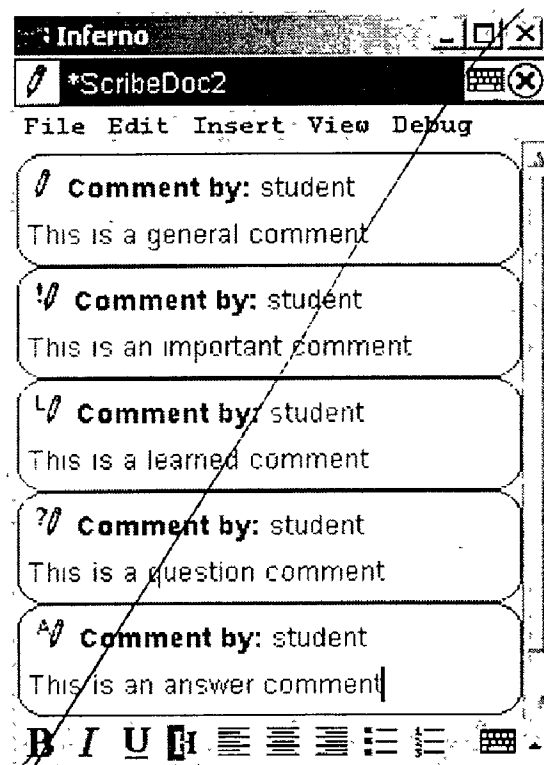 Inferno
*ScribeDoc2
File Edit Insert View Debug
Comment by: student
This is a general comment
! Comment by: student
This is an important comment
L Comment by: student
This is a learned comment
? Comment by: student
This is a question comment
A Comment by: student
This is an answer comment
B I U H